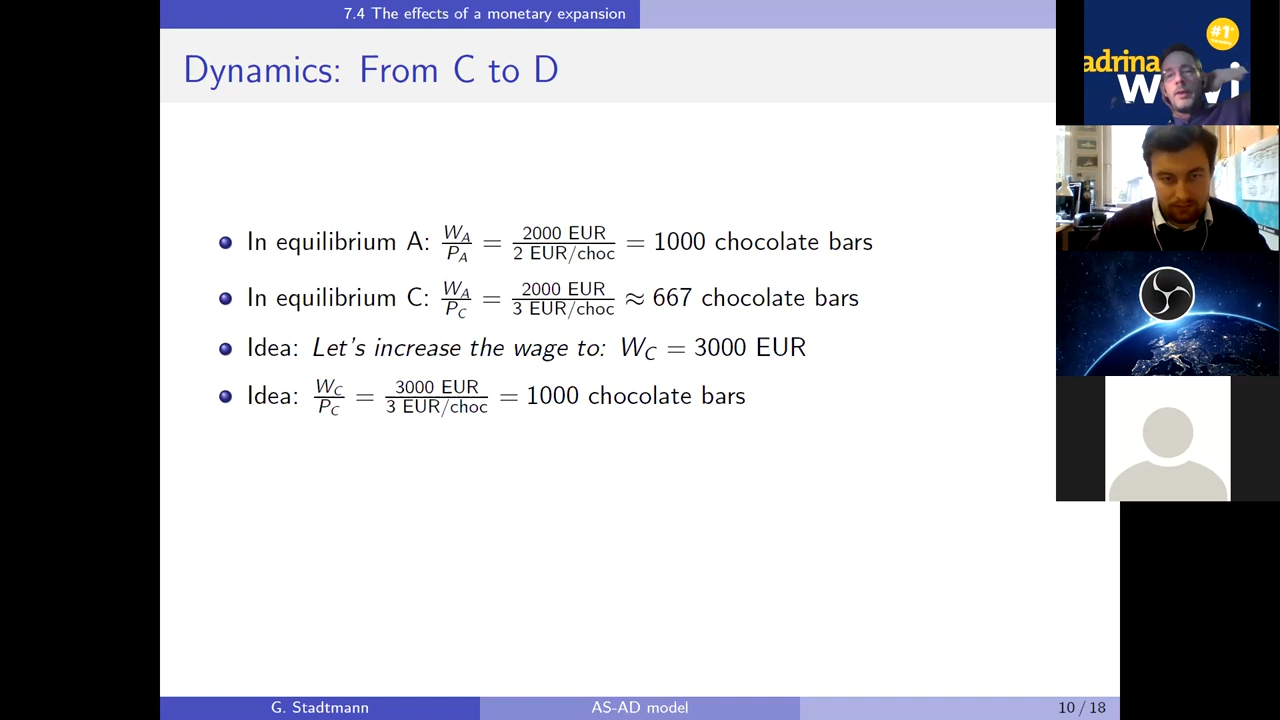 7.4 The effects of a monetary expansion
Dynamics: From C to D
In equilibrium A: W_A/P_A = 2000 EUR/2 EUR/choc = 1000 chocolate bars
In equilibrium C: W_A/P_C = 2000 EUR/3 EUR/choc ≈ 667 chocolate bars
Idea: Let's increase the wage to: W_C = 3000 EUR
Idea: W_C/P_C = 3000 EUR/3 EUR/choc = 1000 chocolate bars
G. Stadtmann
AS-AD model
10 / 18
#1
adrina